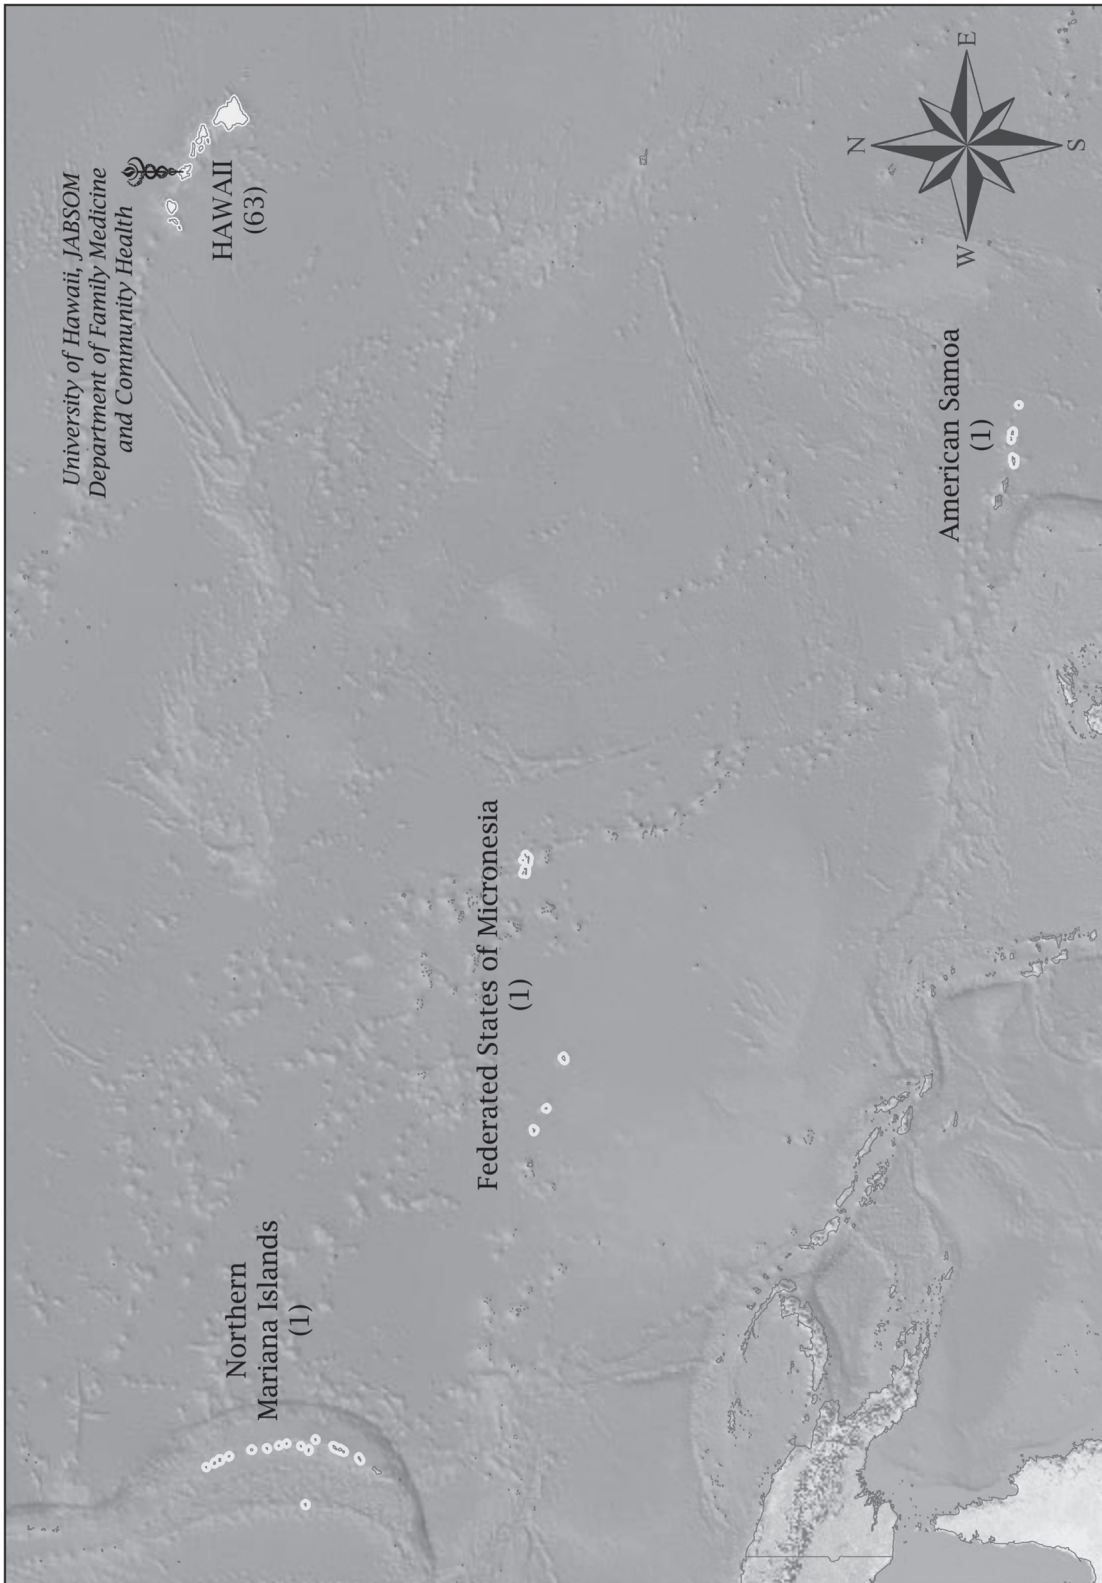 University of Hawaii, JABSOM
Department of Family Medicine
and Community Health
HAWAII
(63)
Northern
Mariana Islands
(1)
Federated States of Micronesia
(1)
American Samoa
(1)
N
E
S
W